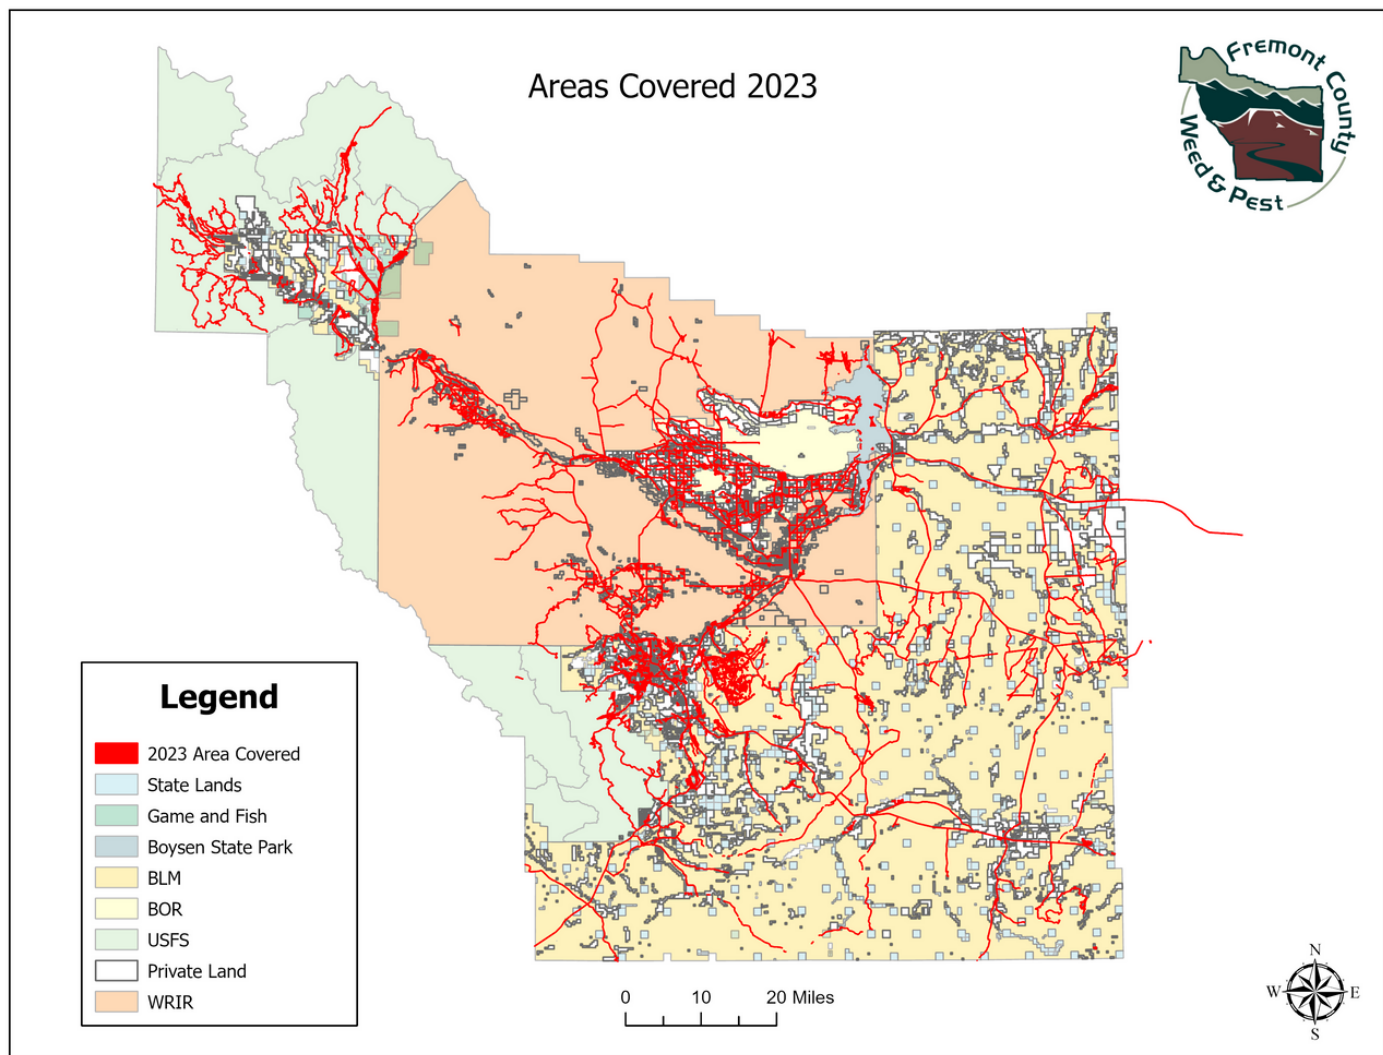 Areas Covered 2023
Fremont County
Weed & Pest
Legend
2023 Area Covered
State Lands
Game and Fish
Boysen State Park
BLM
BOR
USFS
Private Land
WRIR
0 10 20 Miles
N
W E
S